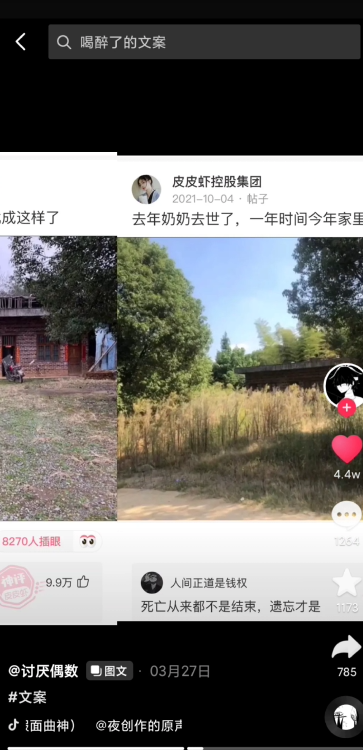 喝醉了的文案
成这样了
皮皮虾控股集团
2021-10-04 · 帖子
去年奶奶去世了，一年时间今年家里
4.4w
8270人插眼
1264
9.9万
人间正道是钱权
死亡从来都不是结束，遗忘才是
1173
@讨厌偶数
图文
· 03月27日
785
#文案
面曲神）
@夜创作的原声